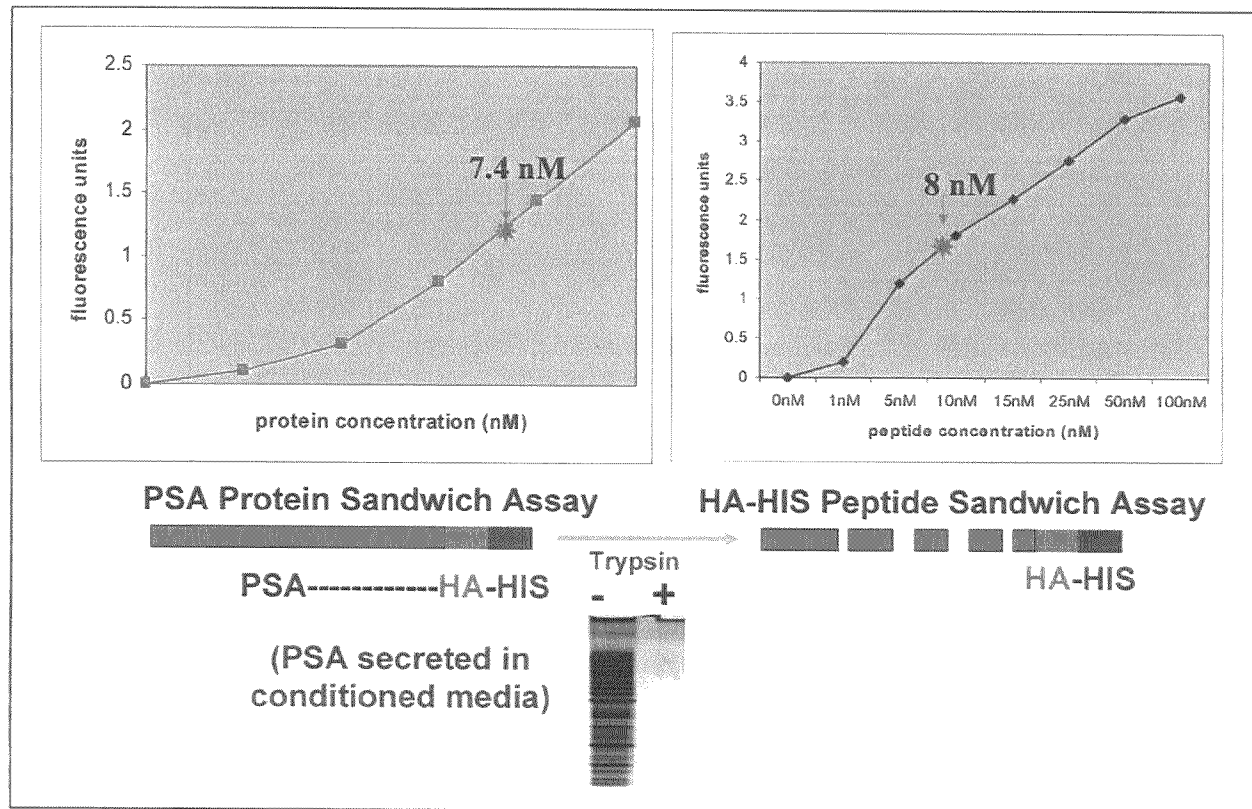 2.5
2
1.5
1
0.5
0
fluorescence units
7.4 nM
protein concentration (nM)
4
3.5
3
2.5
2
1.5
1
0.5
0
fluorescence units
8 nM
0nM 1nM 5nM 10nM 15nM 25nM 50nM 100nM
peptide concentration (nM)
PSA Protein Sandwich Assay
HA-HIS Peptide Sandwich Assay
Trypsin
- +
PSA------------HA-HIS
HA-HIS
(PSA secreted in
conditioned media)